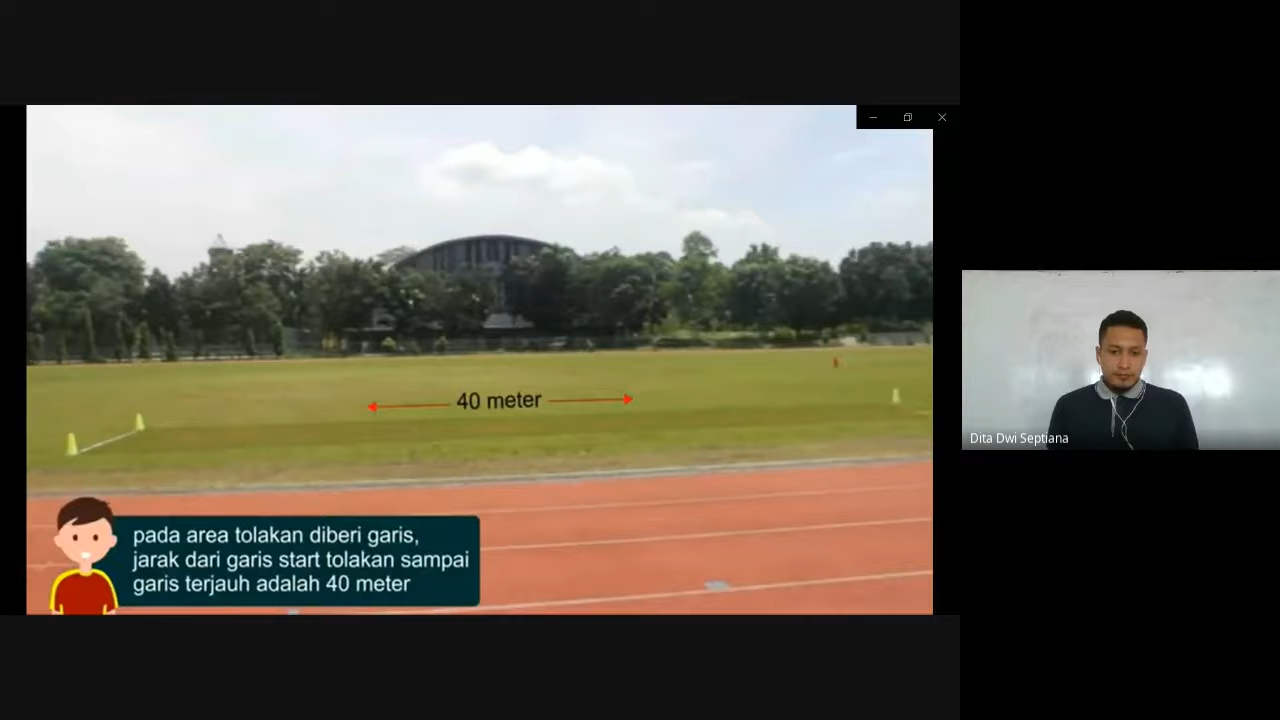 40 meter
pada area tolakan diberi garis,
jarak dari garis start tolakan sampai
garis terjauh adalah 40 meter
Dita Dwi Septiana